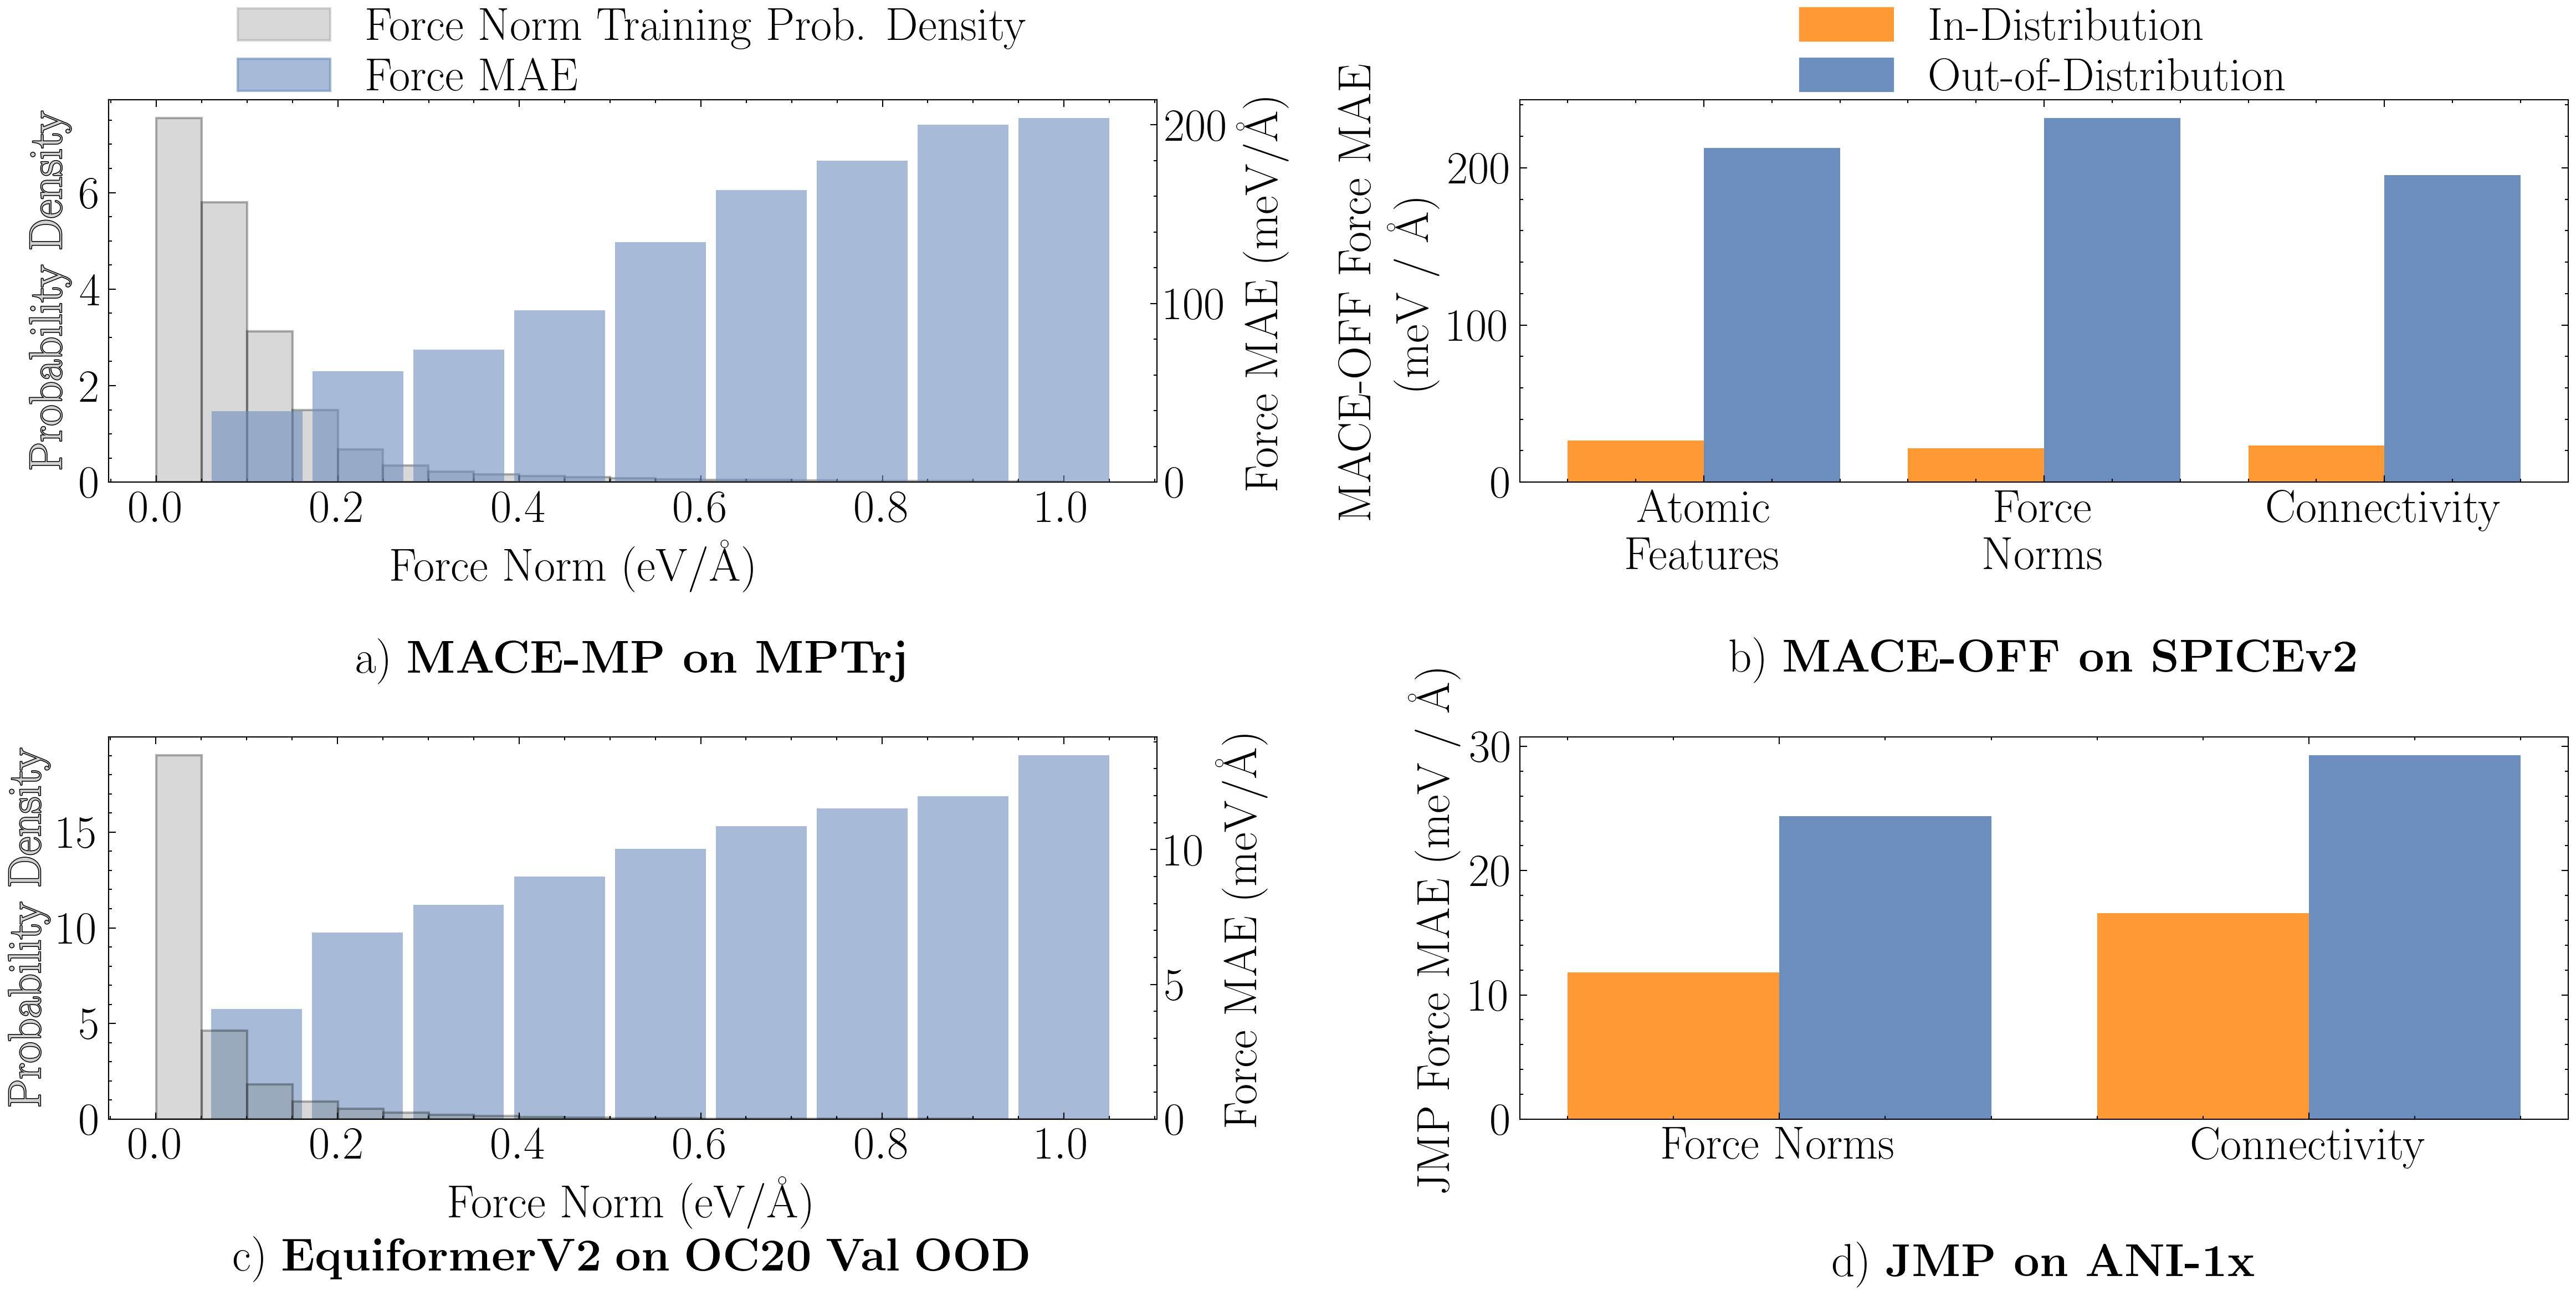 Force Norm Training Prob. Density
Force MAE
Probability Density
0
2
4
6
0
100
200
Force MAE (meV/Å)
0.0
0.2
0.4
0.6
0.8
1.0
Force Norm (eV/Å)
a) MACE-MP on MPTrj
In-Distribution
Out-of-Distribution
MACE-OFF Force MAE
(meV / Å)
0
100
200
Atomic
Features
Force
Norms
Connectivity
b) MACE-OFF on SPICEv2
Probability Density
0
5
10
15
0
5
10
Force MAE (meV/Å)
0.0
0.2
0.4
0.6
0.8
1.0
Force Norm (eV/Å)
c) EquiformerV2 on OC20 Val OOD
JMP Force MAE (meV / Å)
0
10
20
30
Force Norms
Connectivity
d) JMP on ANI-1x